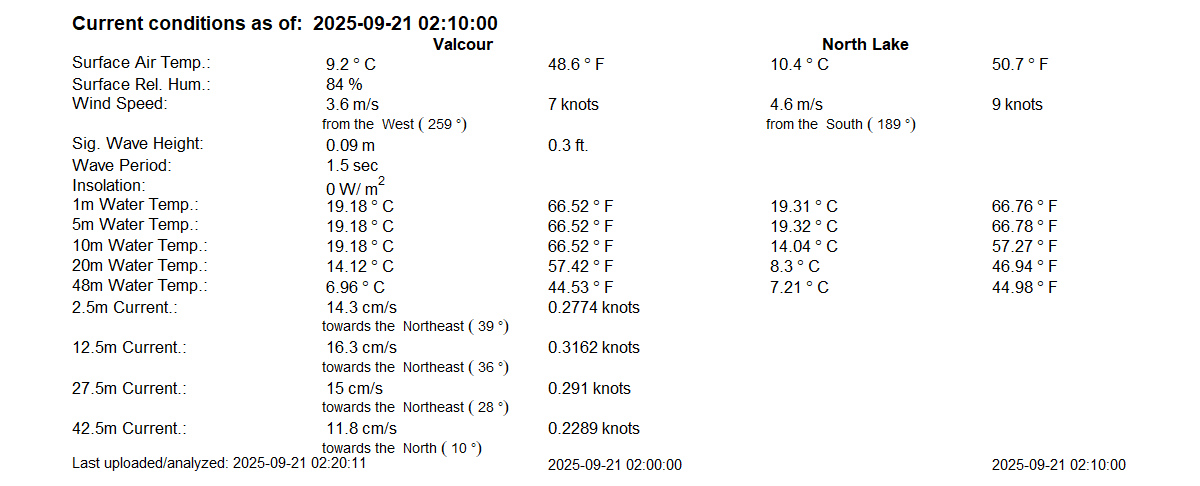 Current conditions as of: 2025-09-21 02:10:00
Valcour North Lake
Surface Air Temp.: 9.2 ° C 48.6 ° F 10.4 ° C 50.7 ° F
Surface Rel. Hum.: 84 %
Wind Speed: 3.6 m/s 7 knots 4.6 m/s 9 knots
from the West ( 259 °) from the South ( 189 °)
Sig. Wave Height: 0.09 m 0.3 ft.
Wave Period: 1.5 sec
Insolation: 0 W/ m²
1m Water Temp.: 19.18 ° C 66.52 ° F 19.31 ° C 66.76 ° F
5m Water Temp.: 19.18 ° C 66.52 ° F 19.32 ° C 66.78 ° F
10m Water Temp.: 19.18 ° C 66.52 ° F 14.04 ° C 57.27 ° F
20m Water Temp.: 14.12 ° C 57.42 ° F 8.3 ° C 46.94 ° F
48m Water Temp.: 6.96 ° C 44.53 ° F 7.21 ° C 44.98 ° F
2.5m Current.: 14.3 cm/s 0.2774 knots
towards the Northeast ( 39 °)
12.5m Current.: 16.3 cm/s 0.3162 knots
towards the Northeast ( 36 °)
27.5m Current.: 15 cm/s 0.291 knots
towards the Northeast ( 28 °)
42.5m Current.: 11.8 cm/s 0.2289 knots
towards the North ( 10 °)
Last uploaded/analyzed: 2025-09-21 02:20:11 2025-09-21 02:00:00 2025-09-21 02:10:00